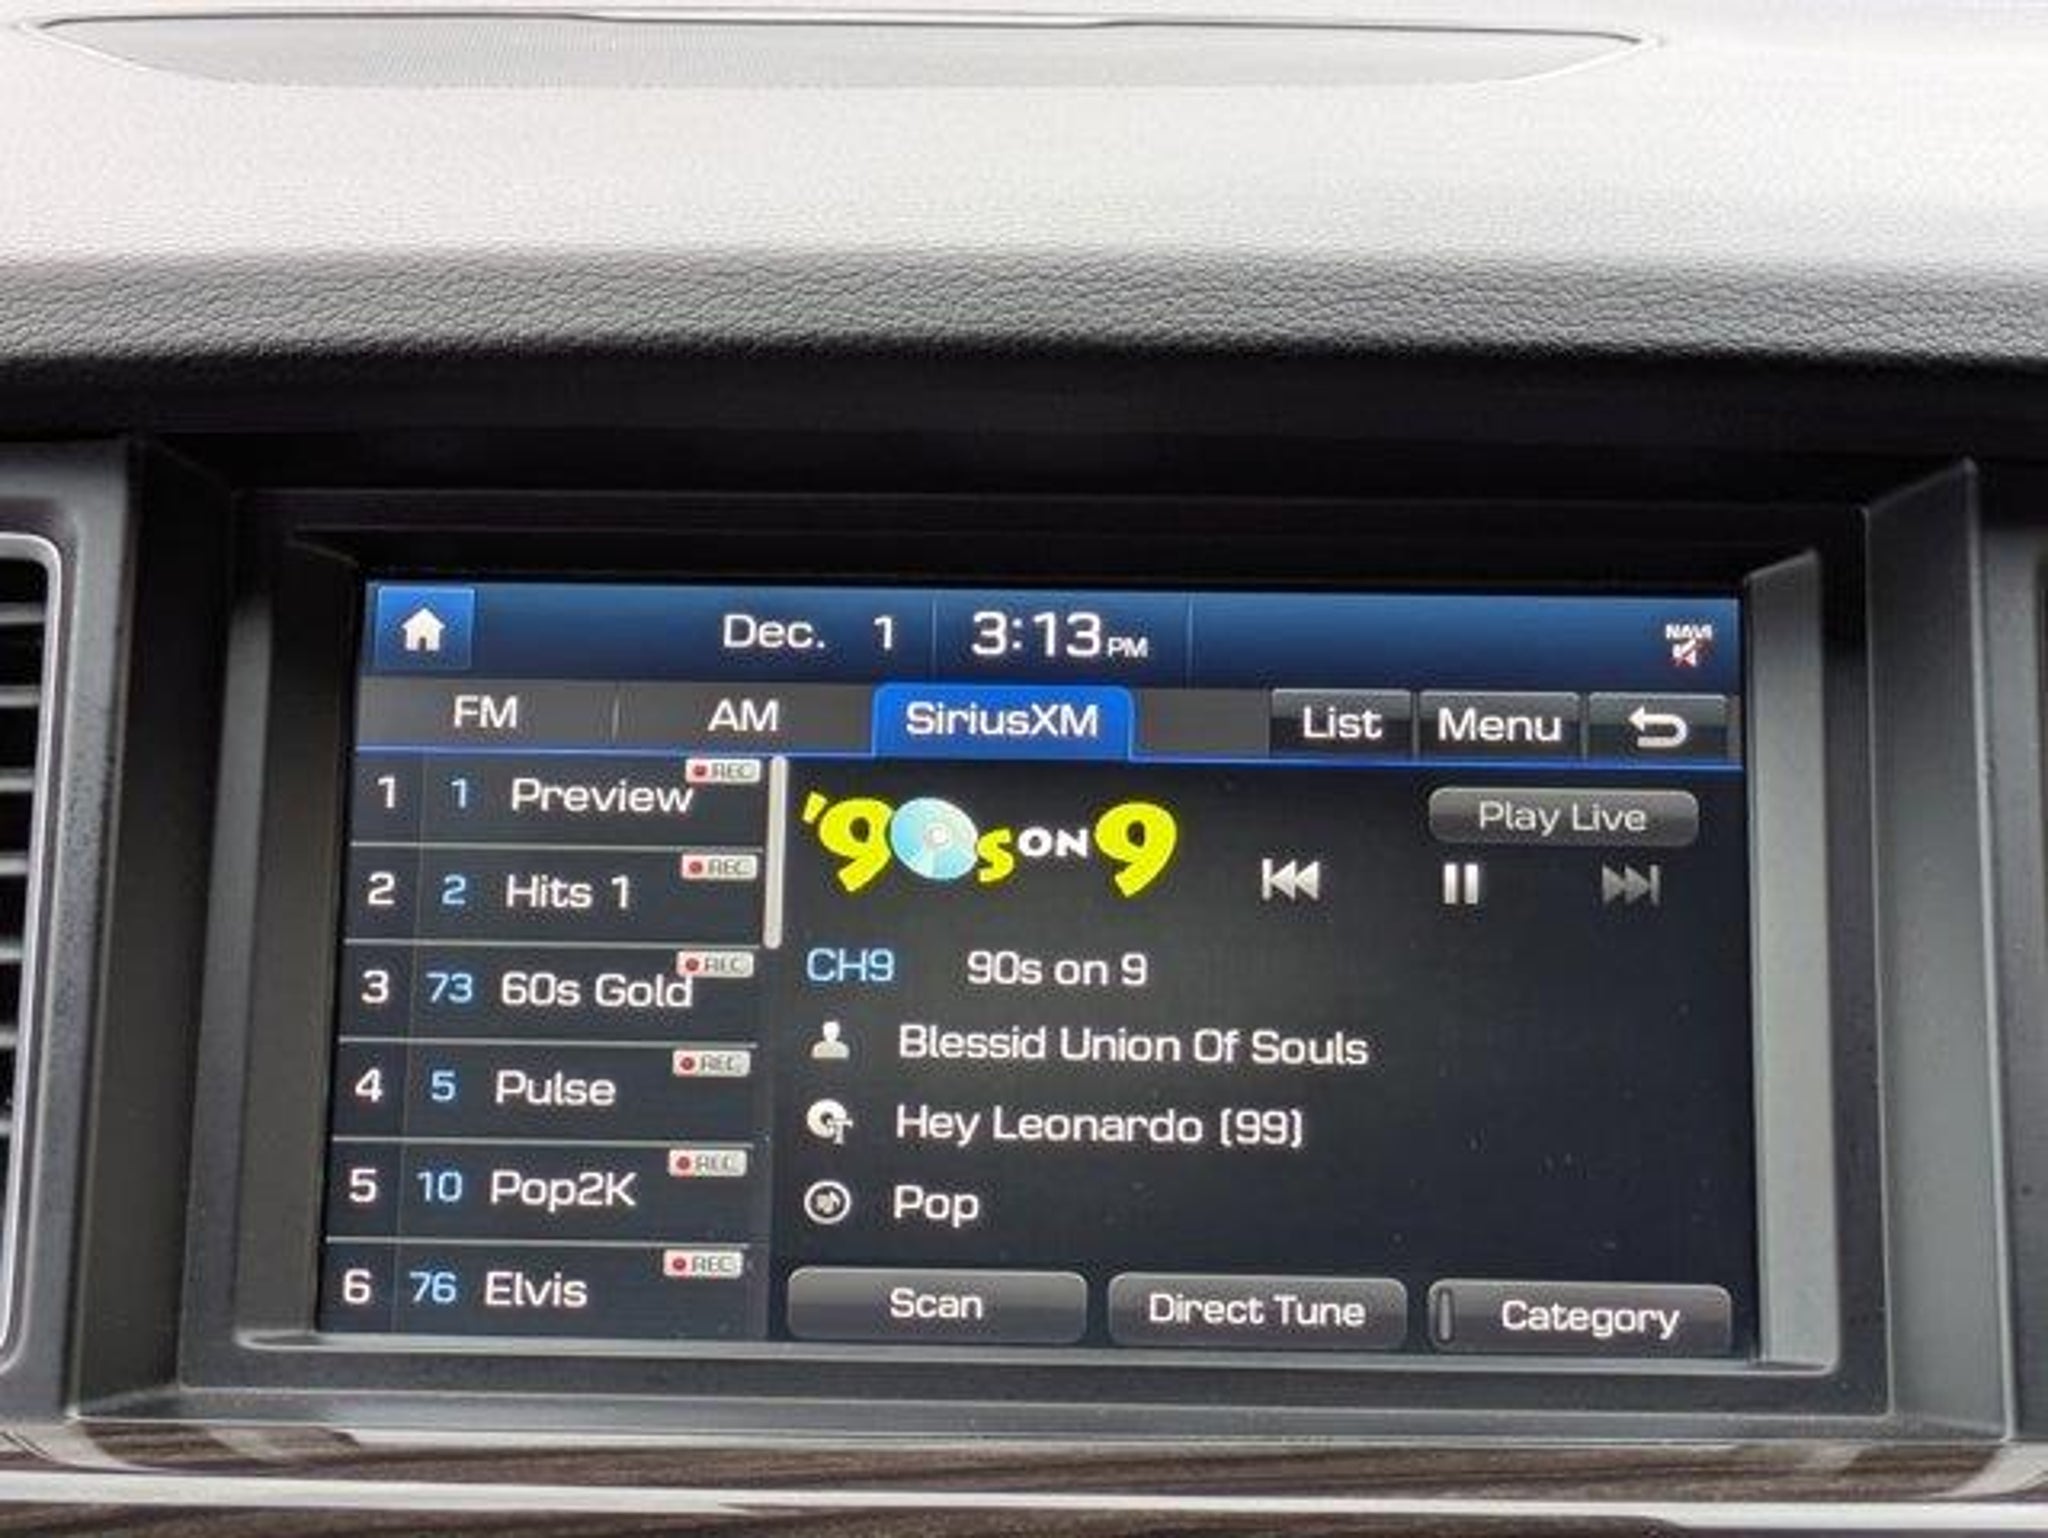 Dec. 1 3:13 PM NAVI
FM AM SiriusXM List Menu
1 1 Preview REC
2 2 Hits 1 REC
3 73 60s Gold REC
4 5 Pulse REC
5 10 Pop2K REC
6 76 Elvis REC
'90s ON 9
Play Live
CH9 90s on 9
Blessid Union Of Souls
Hey Leonardo (99)
Pop
Scan Direct Tune Category